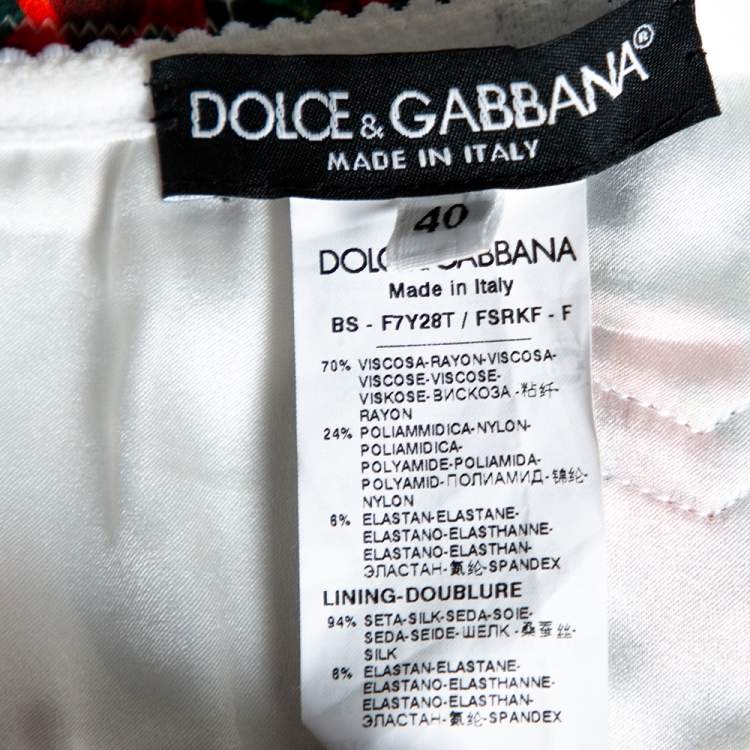 DOLCE & GABBANA®
MADE IN ITALY
40
GABBANA
Made in Italy
BS - F7Y28T / FSRKF - F
70% VISCOSA-RAYON-VISCOSA-
VISCOSE-VISCOSE-
VISKOSE-ВИСКОЗА-粘纤-
RAYON
24% POLIAMMIDICA-NYLON-
POLIAMIDICA-
POLYAMIDE-POLIAMIDA-
POLYAMID-ПОЛИАМИД-锦纶-
NYLON
6% ELASTAN-ELASTANE-
ELASTANO-ELASTHANNE-
ELASTANO-ELASTHAN-
ЭЛАСТАН-氨纶-SPANDEX
LINING-DOUBLURE
94% SETA-SILK-SEDA-SOIE-
SEDA-SEIDE-ШЕЛК-桑蚕丝-
SILK
6% ELASTAN-ELASTANE-
ELASTANO-ELASTHANNE-
ELASTANO-ELASTHAN-
ЭЛАСТАН-氨纶-SPANDEX